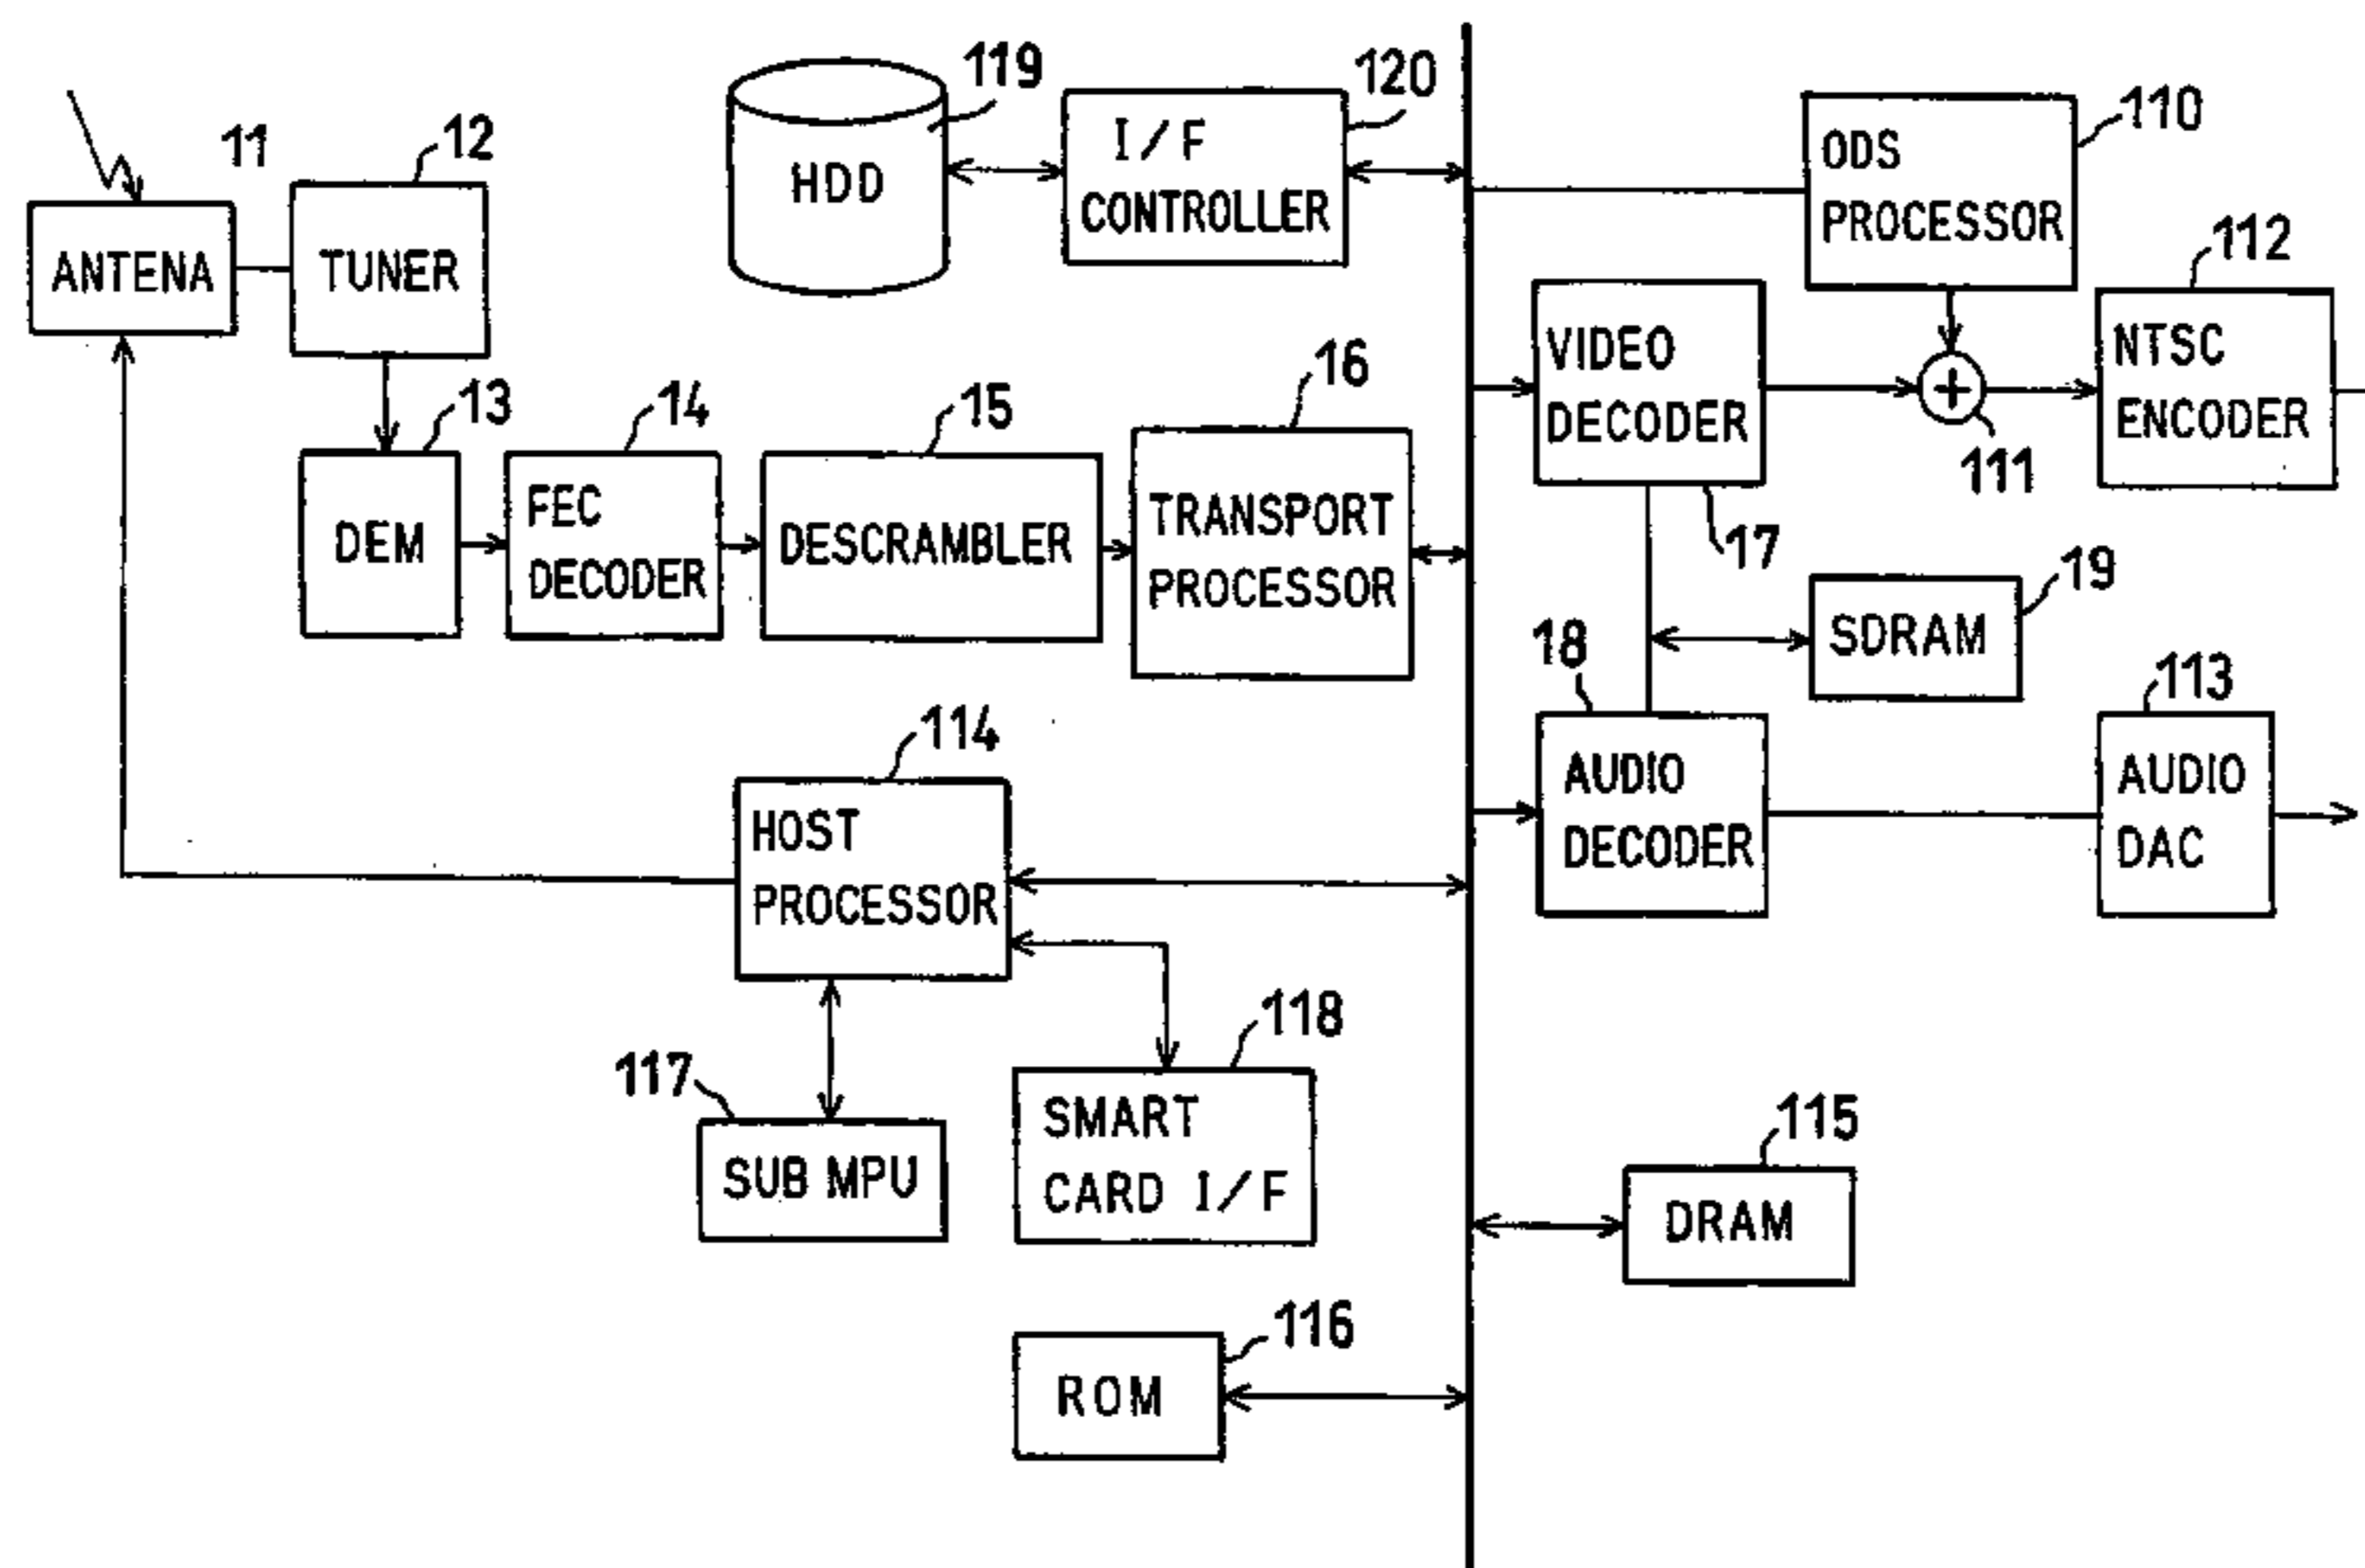 119
120
110
11
12
HDD
I/F
CONTROLLER
ODS
PROCESSOR
112
ANTENA
TUNER
VIDEO
DECODER
+
NTSC
ENCODER
111
17
13
14
15
16
DEM
FEC
DECODER
DESCRAMBLER
TRANSPORT
PROCESSOR
19
SDRAM
18
113
114
HOST
PROCESSOR
AUDIO
DECODER
AUDIO
DAC
117
118
SUB MPU
SMART
CARD I/F
115
DRAM
116
ROM